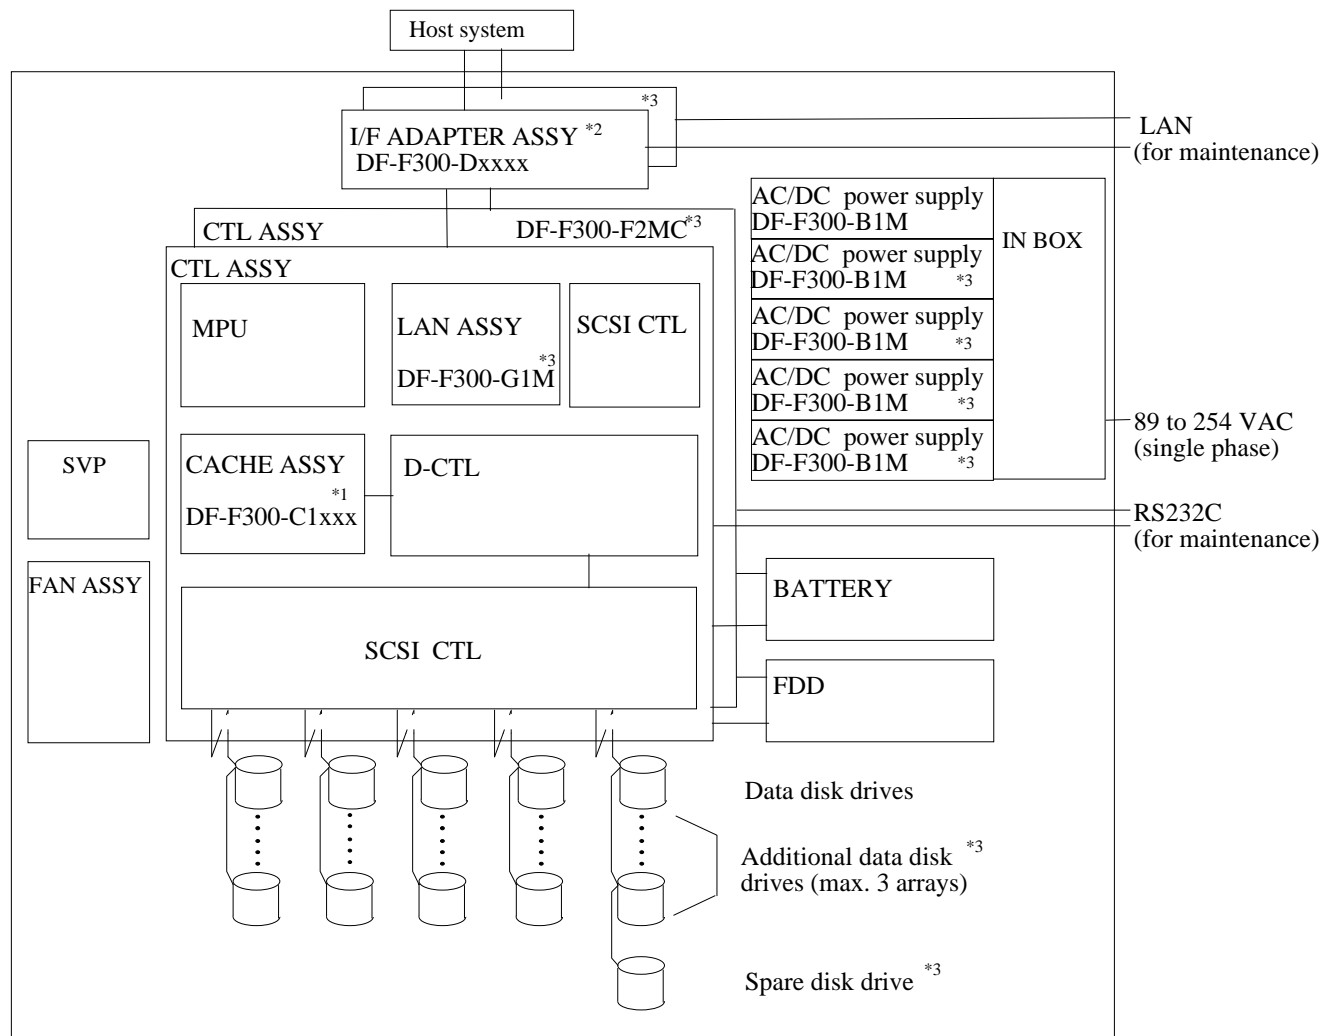 Host system
*3
I/F ADAPTER ASSY *2
DF-F300-Dxxxx
LAN
(for maintenance)
CTL ASSY
DF-F300-F2MC*3
CTL ASSY
MPU
LAN ASSY
*3
DF-F300-G1M
SCSI CTL
AC/DC power supply
DF-F300-B1M
AC/DC power supply
DF-F300-B1M *3
AC/DC power supply
DF-F300-B1M *3
AC/DC power supply
DF-F300-B1M *3
AC/DC power supply
DF-F300-B1M *3
IN BOX
89 to 254 VAC
(single phase)
SVP
CACHE ASSY
*1
DF-F300-C1xxx
D-CTL
RS232C
(for maintenance)
FAN ASSY
BATTERY
SCSI CTL
FDD
Data disk drives
Additional data disk *3
drives (max. 3 arrays)
Spare disk drive *3